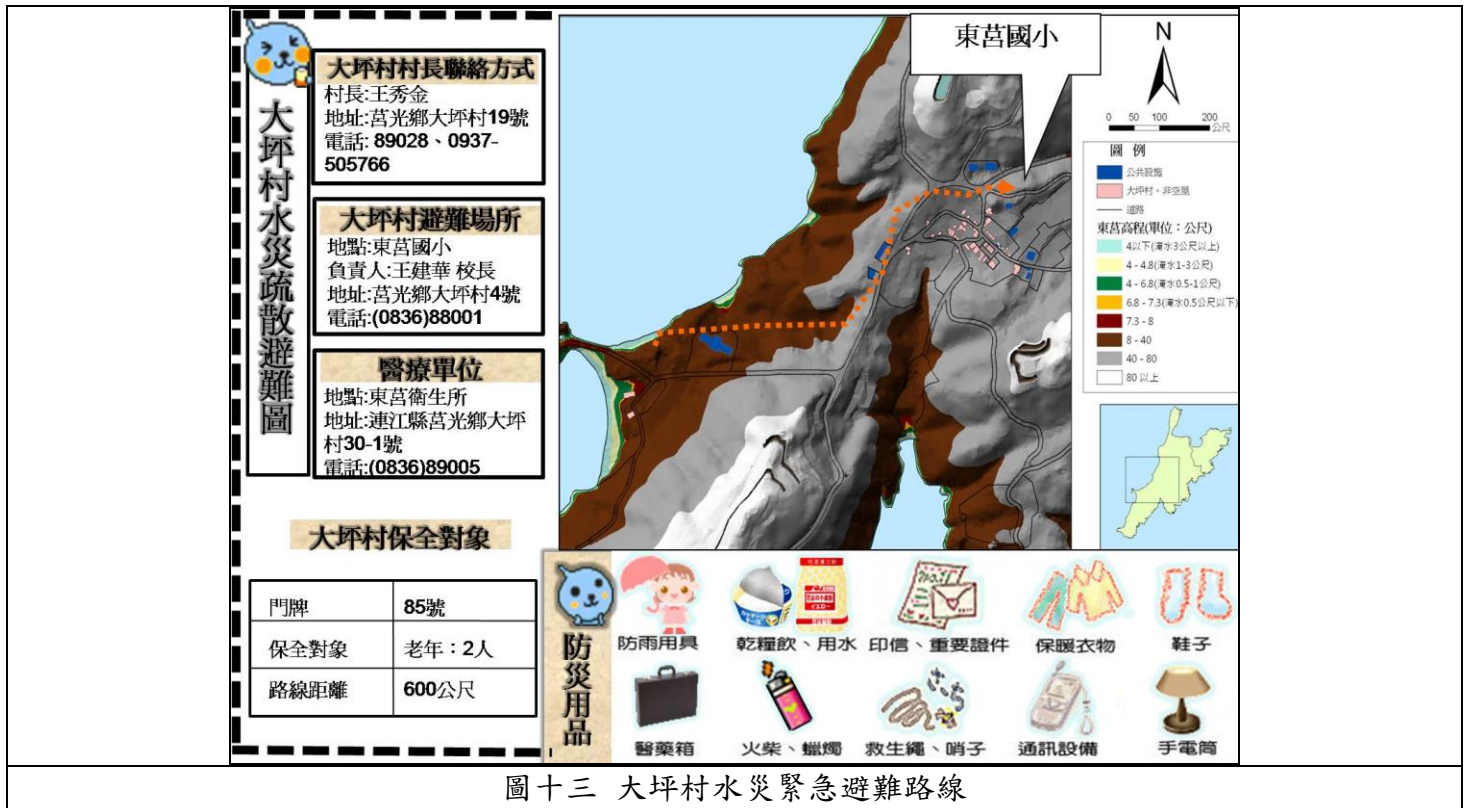 大坪村水災疏散避難圖
大坪村村長聯絡方式
村長:王秀金
地址:莒光鄉大坪村19號
電話: 89028、0937-
505766
大坪村避難場所
地點:東莒國小
負責人:王建華 校長
地址:莒光鄉大坪村4號
電話:(0836)88001
醫療單位
地點:東莒衛生所
地址:連江縣莒光鄉大坪
村30-1號
電話:(0836)89005
大坪村保全對象
門牌 85號
保全對象 老年：2人
路線距離 600公尺
東莒國小
N
0 50 100 200
公尺
圖 例
公共設施
大坪村。非空屋
道路
東莒高程(單位：公尺)
4以下(淹水3公尺以上)
4 - 4.8(淹水1-3公尺)
4 - 6.8(淹水0.5-1公尺)
6.8 - 7.3(淹水0.5公尺以下)
7.3 - 8
8 - 40
40 - 80
80 以上
防災用品
防雨用具
乾糧飲、用水
印信、重要證件
保暖衣物
鞋子
醫藥箱
火柴、蠟燭
救生繩、哨子
通訊設備
手電筒
圖十三 大坪村水災緊急避難路線